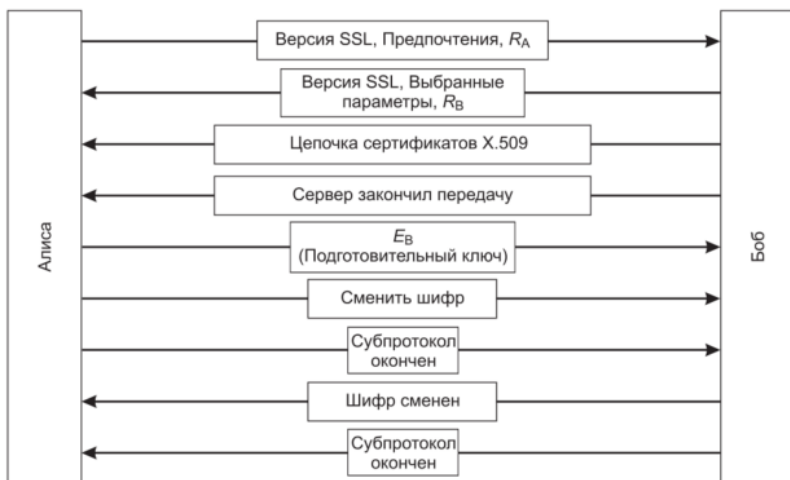 Версия SSL, Предпочтения, RA
Версия SSL, Выбранные
параметры, RB
Цепочка сертификатов X.509
Сервер закончил передачу
EB
(Подготовительный ключ)
Сменить шифр
Субпротокол
окончен
Шифр сменен
Субпротокол
окончен
Алиса
Боб